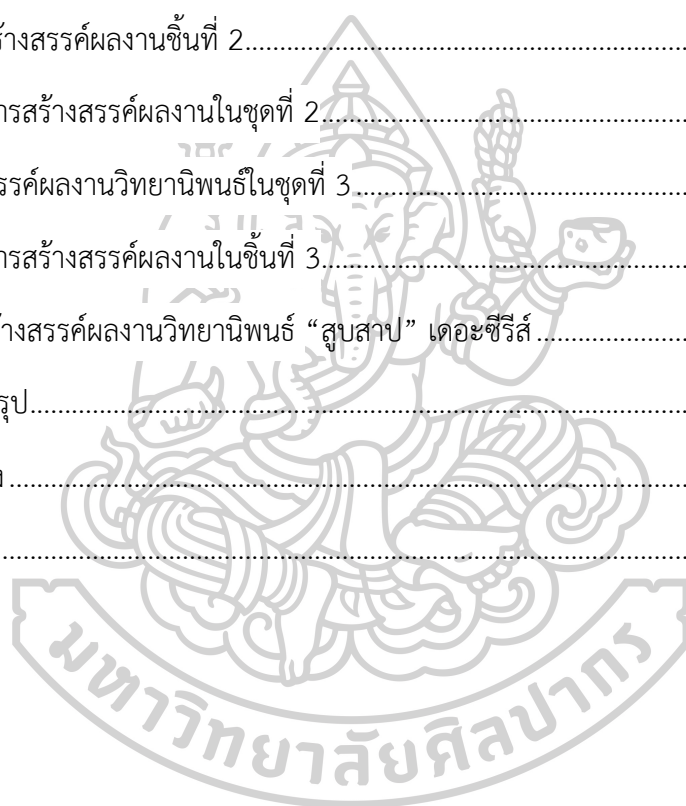 ร้างสรรค์ผลงานชิ้นที่ 2
ารสร้างสรรค์ผลงานในชุดที่ 2
รรค์ผลงานวิทยานิพนธ์ในชุดที่ 3
ารสร้างสรรค์ผลงานในชิ้นที่ 3
้างสรรค์ผลงานวิทยานิพนธ์ “สูบสาป” เดอะซีรีส์
รุป
ง
มหาวิทยาลัยศิลปากร